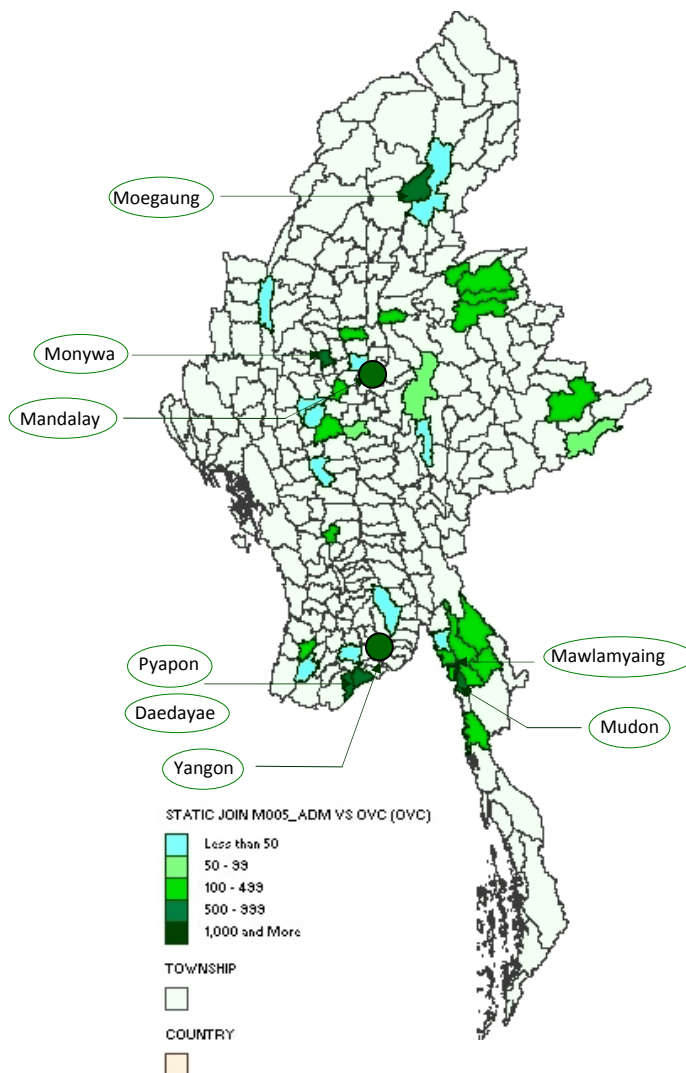 Moegaung
Monywa
Mandalay
Pyapon
Daedayae
Yangon
Mawlamyaing
Mudon
STATIC JOIN M005_ADM VS OVC (OVC)
Less than 50
50 - 99
100 - 499
500 - 999
1,000 and More
TOWNSHIP
COUNTRY